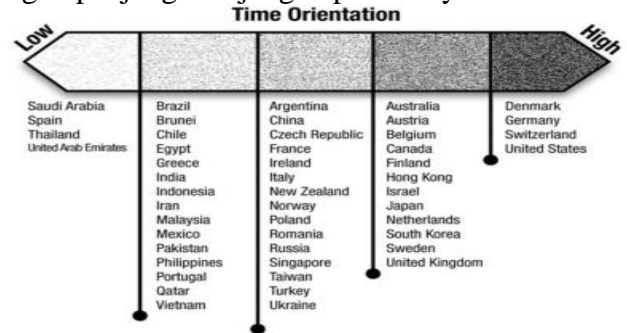 Time Orientation
Low
High
Saudi Arabia
Spain
Thailand
United Arab Emirates
Brazil
Brunei
Chile
Egypt
Greece
India
Indonesia
Iran
Malaysia
Mexico
Pakistan
Philippines
Portugal
Qatar
Vietnam
Argentina
China
Czech Republic
France
Ireland
Italy
New Zealand
Norway
Poland
Romania
Russia
Singapore
Taiwan
Turkey
Ukraine
Australia
Austria
Belgium
Canada
Finland
Hong Kong
Israel
Japan
Netherlands
South Korea
Sweden
United Kingdom
Denmark
Germany
Switzerland
United States